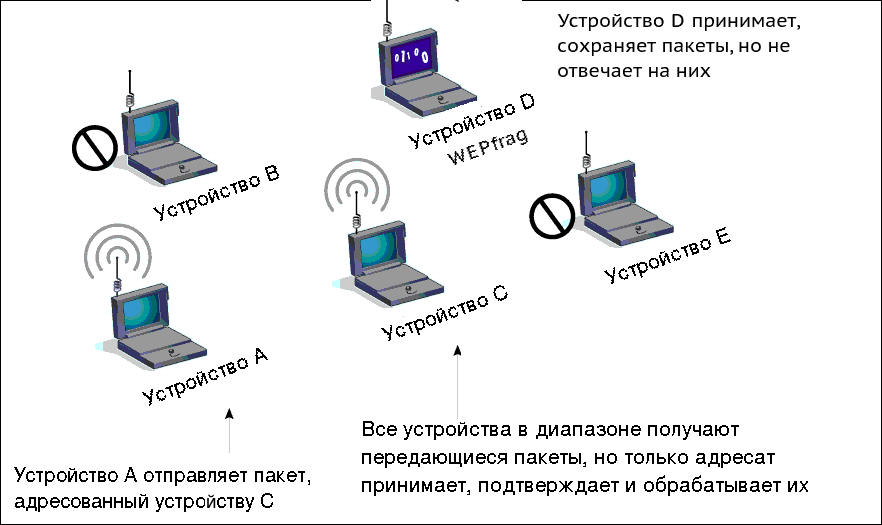 Устройство D принимает,
сохраняет пакеты, но не
отвечает на них
01100
Устройство D
WEPfrag
Устройство B
Устройство E
Устройство C
Устройство A
Все устройства в диапазоне получают
передающиеся пакеты, но только адресат
принимает, подтверждает и обрабатывает их
Устройство A отправляет пакет,
адресованный устройству C